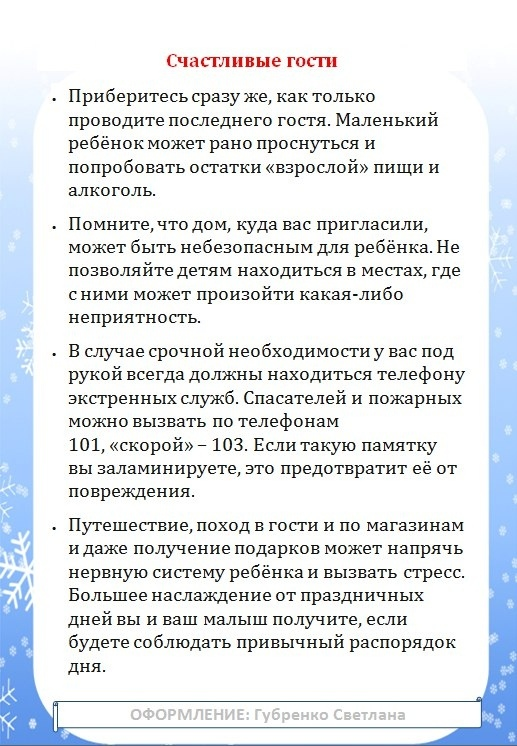 Счастливые гости
• Приберитесь сразу же, как только
проводите последнего гостя. Маленький
ребёнок может рано проснуться и
попробовать остатки «взрослой» пищи и
алкоголь.
• Помните, что дом, куда вас пригласили,
может быть небезопасным для ребёнка. Не
позволяйте детям находиться в местах, где
с ними может произойти какая-либо
неприятность.
• В случае срочной необходимости у вас под
рукой всегда должны находиться телефону
экстренных служб. Спасателей и пожарных
можно вызвать по телефонам
101, «скорой» – 103. Если такую памятку
вы заламинируете, это предотвратит её от
повреждения.
• Путешествие, поход в гости и по магазинам
и даже получение подарков может напрячь
нервную систему ребёнка и вызвать стресс.
Большее наслаждение от праздничных
дней вы и ваш малыш получите, если
будете соблюдать привычный распорядок
дня.
ОФОРМЛЕНИЕ: Губренко Светлана